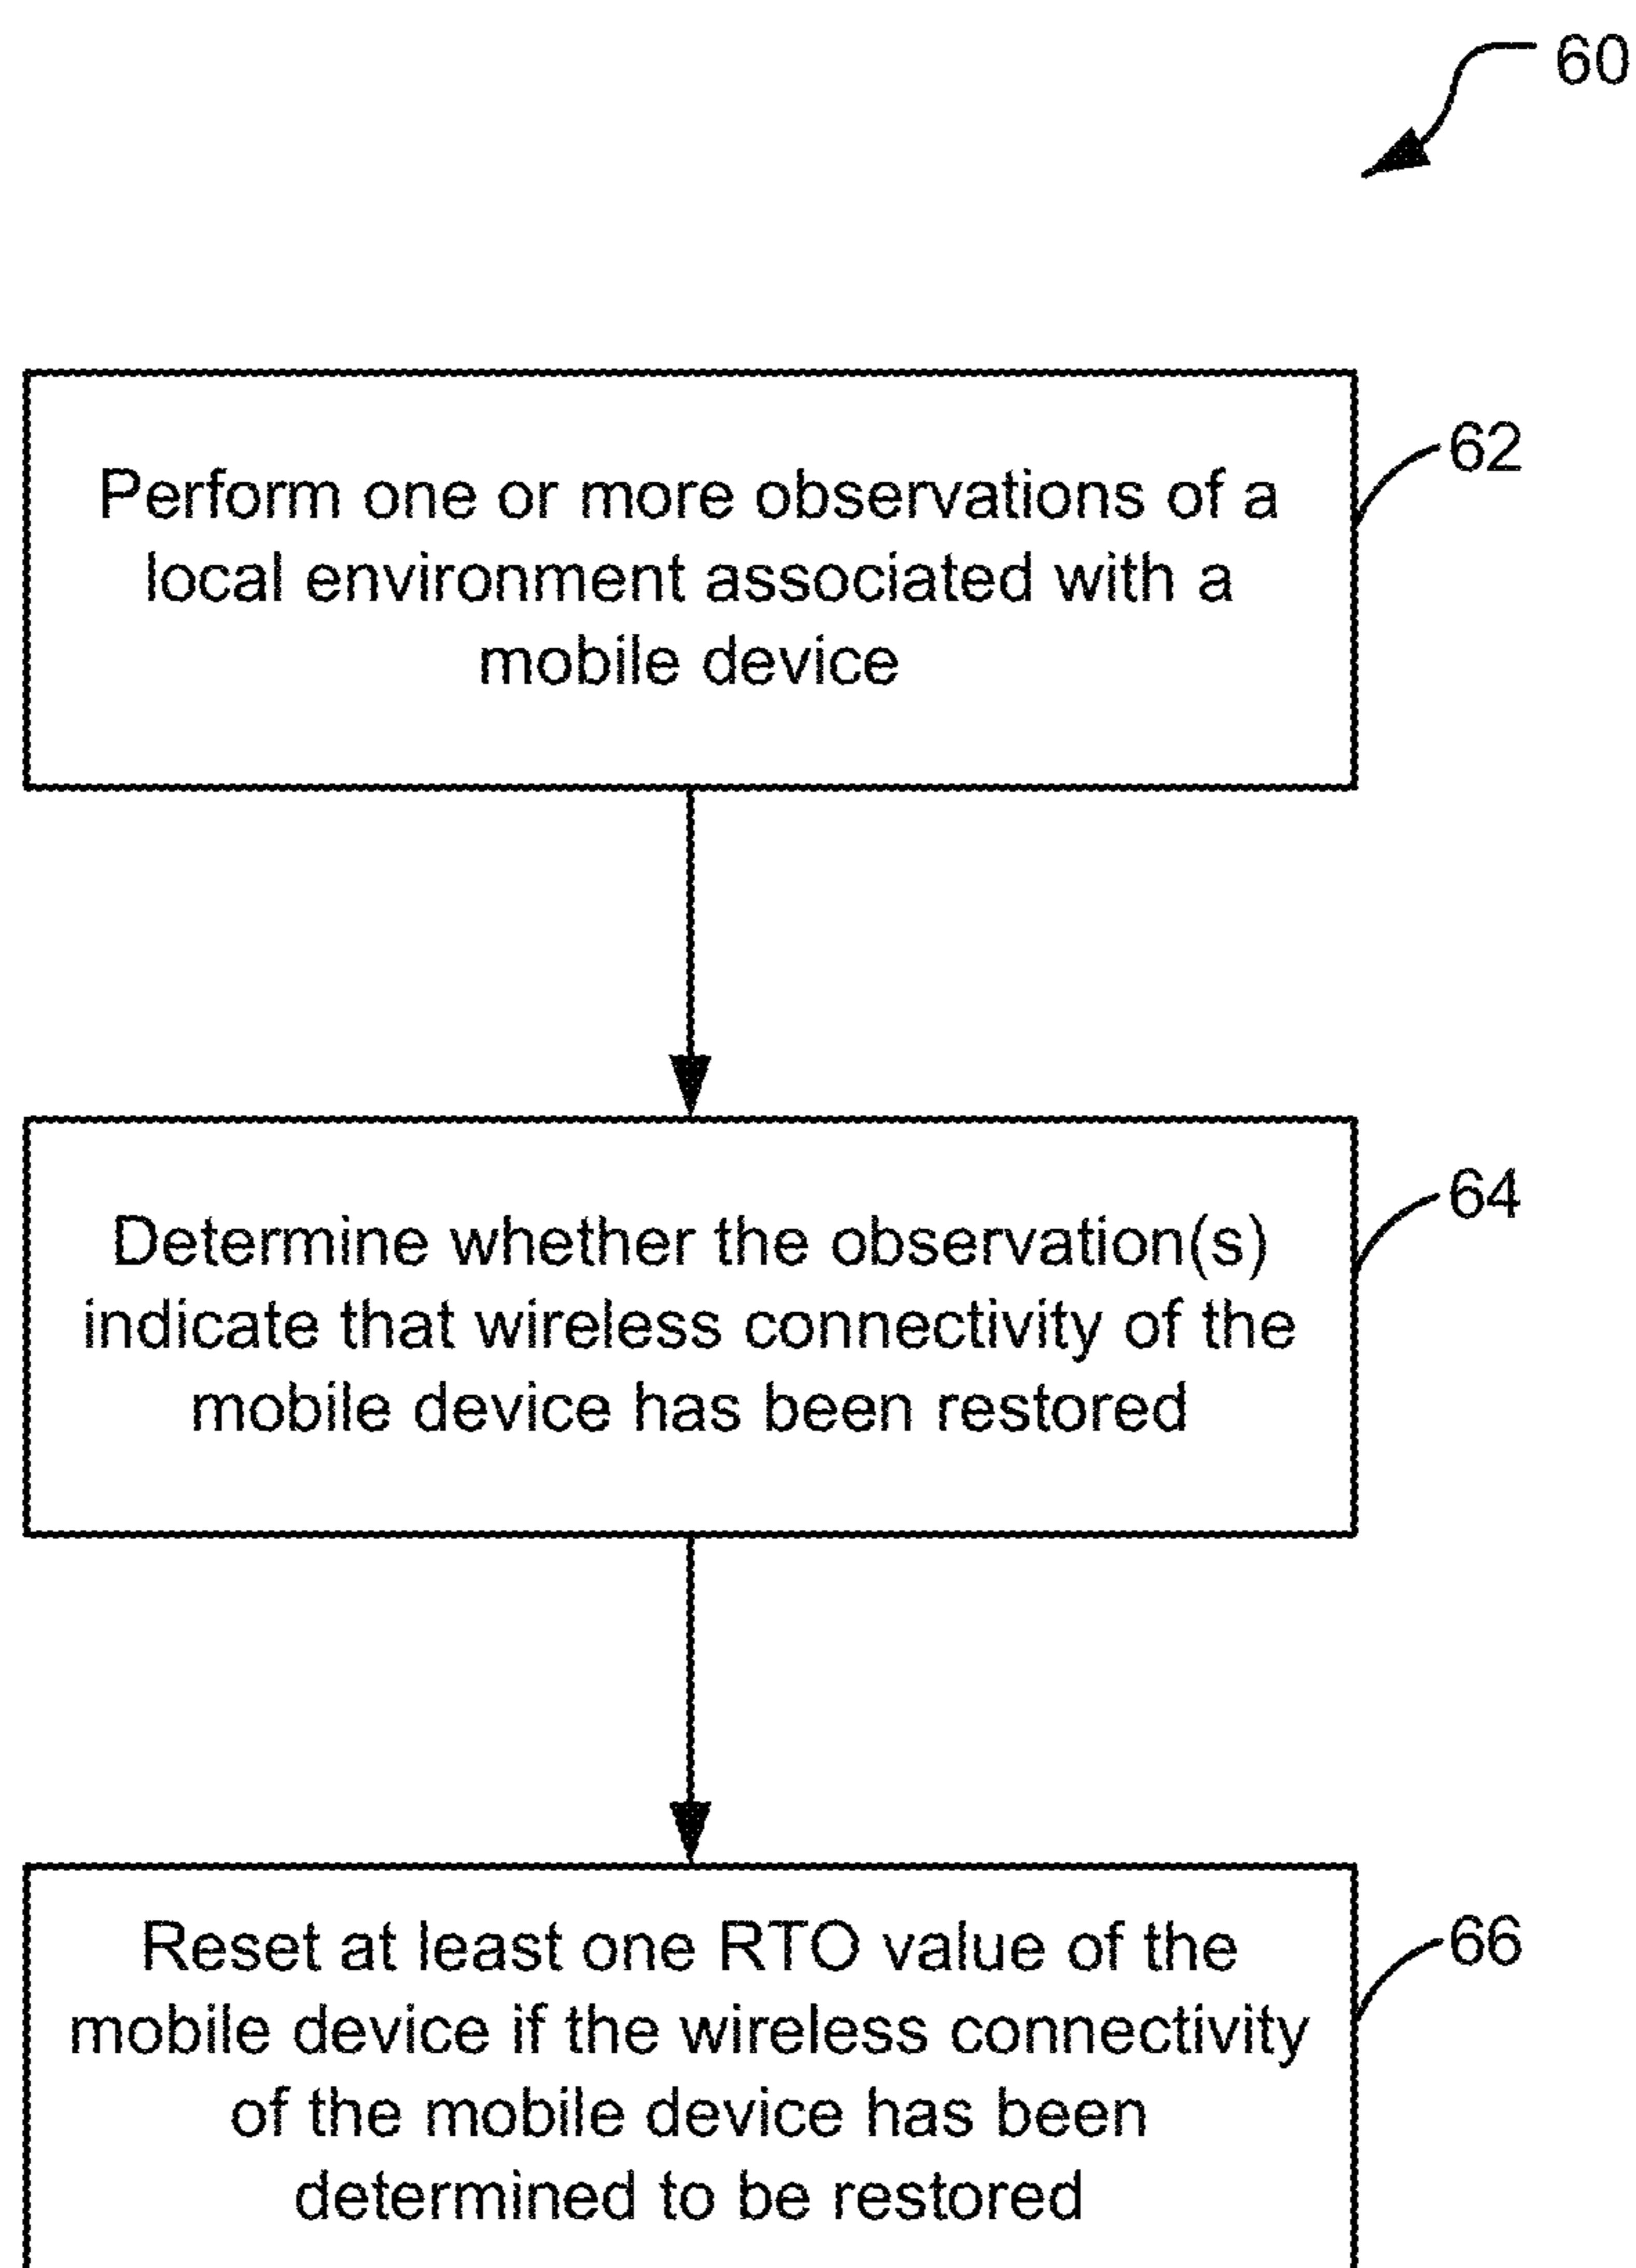 60
Perform one or more observations of a
local environment associated with a
mobile device
62
Determine whether the observation(s)
indicate that wireless connectivity of the
mobile device has been restored
64
Reset at least one RTO value of the
mobile device if the wireless connectivity
of the mobile device has been
determined to be restored
66